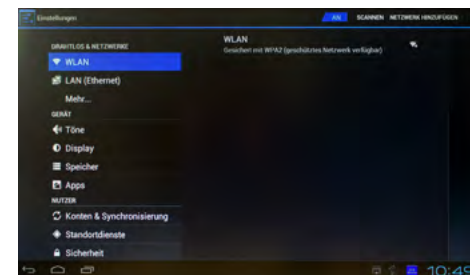 Einstellungen
AN SCANNEN NETZWERK HINZUFÜGEN
DRAHTLOS & NETZWERKE
WLAN
LAN (Ethernet)
Mehr...
GERÄT
Töne
Display
Speicher
Apps
NUTZER
Konten & Synchronisierung
Standortdienste
Sicherheit
WLAN
Gesichert mit WPA2 (geschütztes Netzwerk verfügbar)
10:49